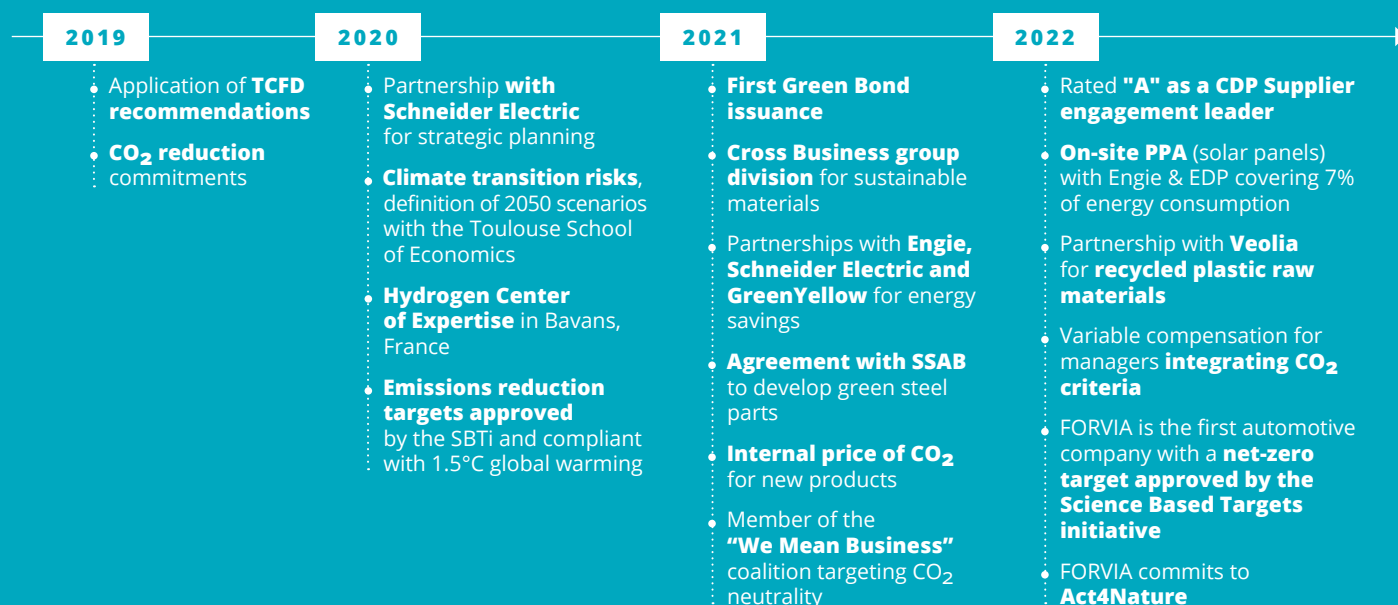 2019
Application of TCFD
recommendations
CO₂ reduction
commitments
2020
Partnership with
Schneider Electric
for strategic planning
Climate transition risks,
definition of 2050 scenarios
with the Toulouse School
of Economics
Hydrogen Center
of Expertise in Bavans,
France
Emissions reduction
targets approved
by the SBTi and compliant
with 1.5°C global warming
2021
First Green Bond
issuance
Cross Business group
division for sustainable
materials
Partnerships with Engie,
Schneider Electric and
GreenYellow for energy
savings
Agreement with SSAB
to develop green steel
parts
Internal price of CO₂
for new products
Member of the
“We Mean Business”
coalition targeting CO₂
neutrality
2022
Rated "A" as a CDP Supplier
engagement leader
On-site PPA (solar panels)
with Engie & EDP covering 7%
of energy consumption
Partnership with Veolia
for recycled plastic raw
materials
Variable compensation for
managers integrating CO₂
criteria
FORVIA is the first automotive
company with a net-zero
target approved by the
Science Based Targets
initiative
FORVIA commits to
Act4Nature